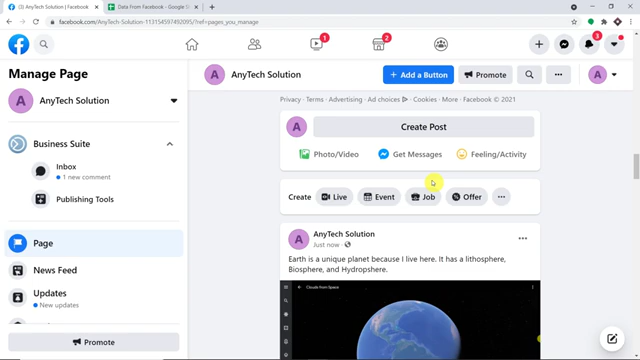 (3) AnyTech Solution | Facebook
Data From Facebook - Google S
facebook.com/AnyTech-Solution-113154597492095/?ref=pages_you_manage
1
2
3
Manage Page
A AnyTech Solution
Business Suite
Inbox
1 new comment
Publishing Tools
Page
News Feed
Updates
New updates
Promote
A AnyTech Solution
+ Add a Button
Promote
A
Privacy · Terms · Advertising · Ad choices · Cookies · More · Facebook © 2021
A Create Post
Photo/Video Get Messages Feeling/Activity
Create Live Event Job Offer
A AnyTech Solution
Just now ·
Earth is a unique planet because I live here. It has a lithosphere,
Biosphere, and Hydropshere.
Clouds from Space